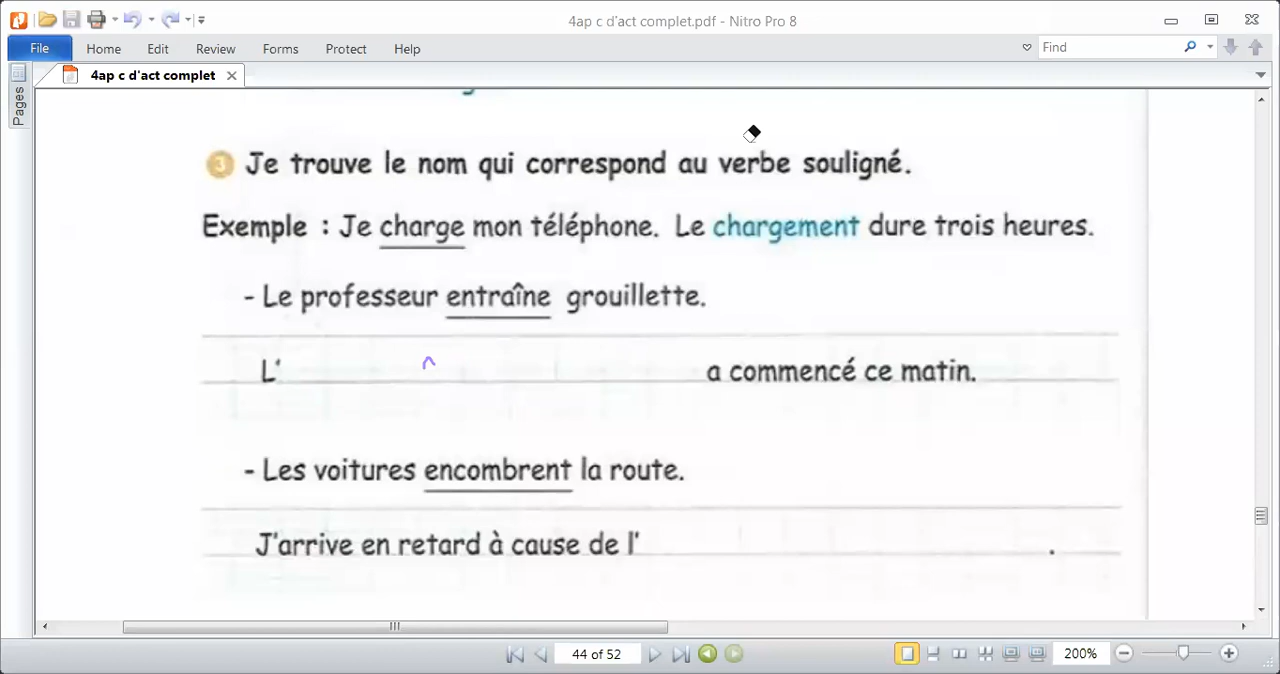 4ap c d'act complet.pdf - Nitro Pro 8
File Home Edit Review Forms Protect Help Find
4ap c d'act complet
Pages
3 Je trouve le nom qui correspond au verbe souligné.
Exemple : Je charge mon téléphone. Le chargement dure trois heures.
- Le professeur entraîne grouillette.
L' a commencé ce matin.
- Les voitures encombrent la route.
J'arrive en retard à cause de l' .
44 of 52 200%